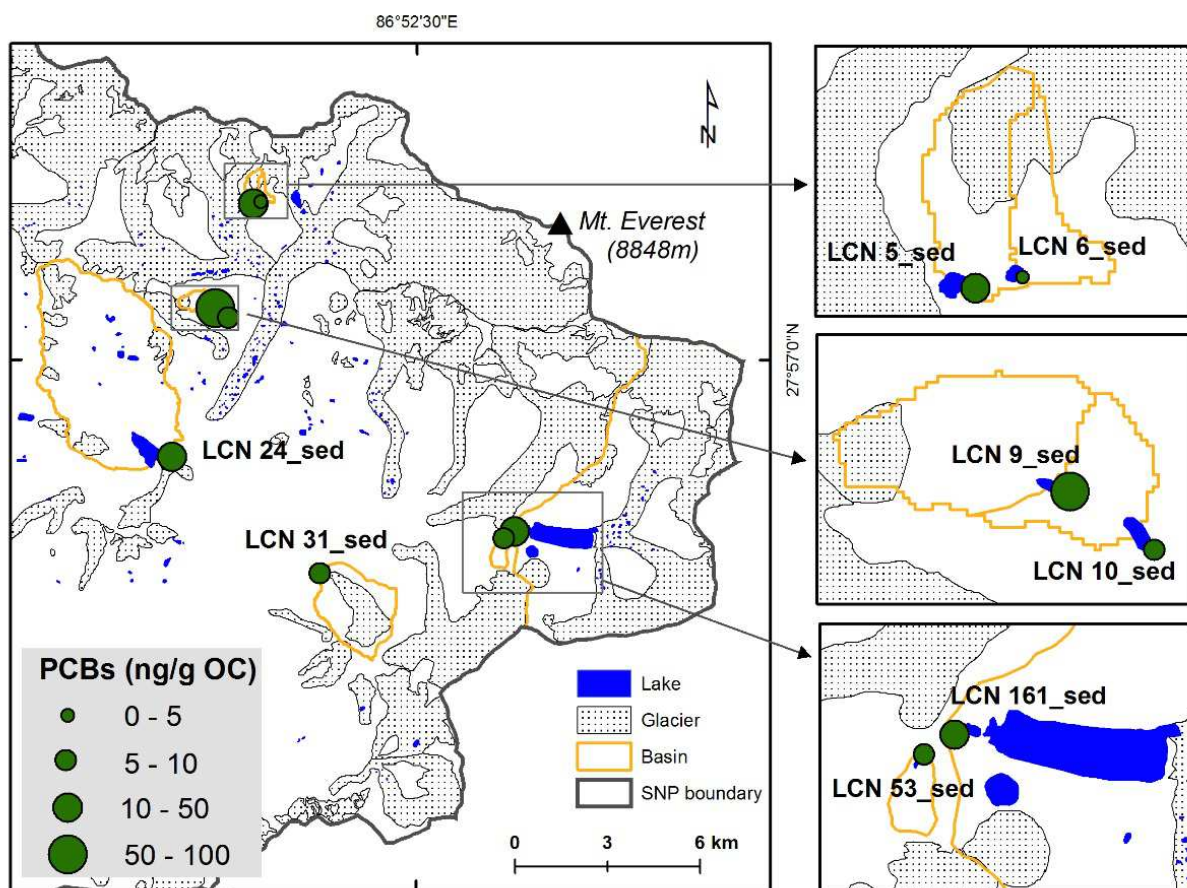 86°52'30"E
N
Mt. Everest
(8848m)
27°57'0"N
LCN 24_sed
LCN 31_sed
PCBs (ng/g OC)
0 - 5
5 - 10
10 - 50
50 - 100
Lake
Glacier
Basin
SNP boundary
0 3 6 km
LCN 5_sed
LCN 6_sed
LCN 9_sed
LCN 10_sed
LCN 161_sed
LCN 53_sed